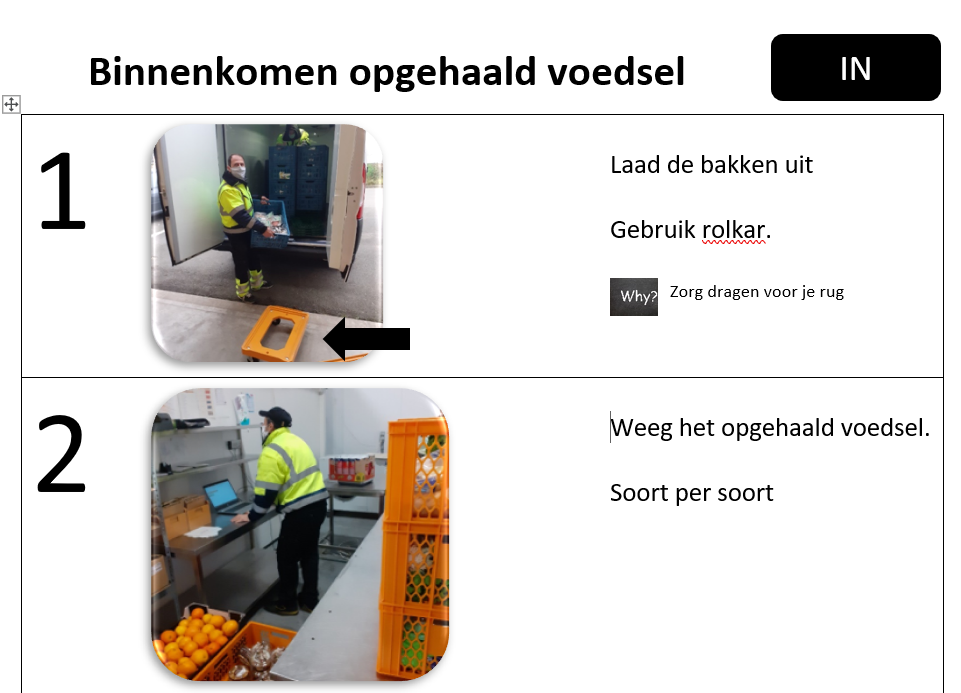 Binnenkomen opgehaald voedsel
IN
1
Laad de bakken uit
Gebruik rolkar.
Why?
Zorg dragen voor je rug
2
Weeg het opgehaald voedsel.
Soort per soort